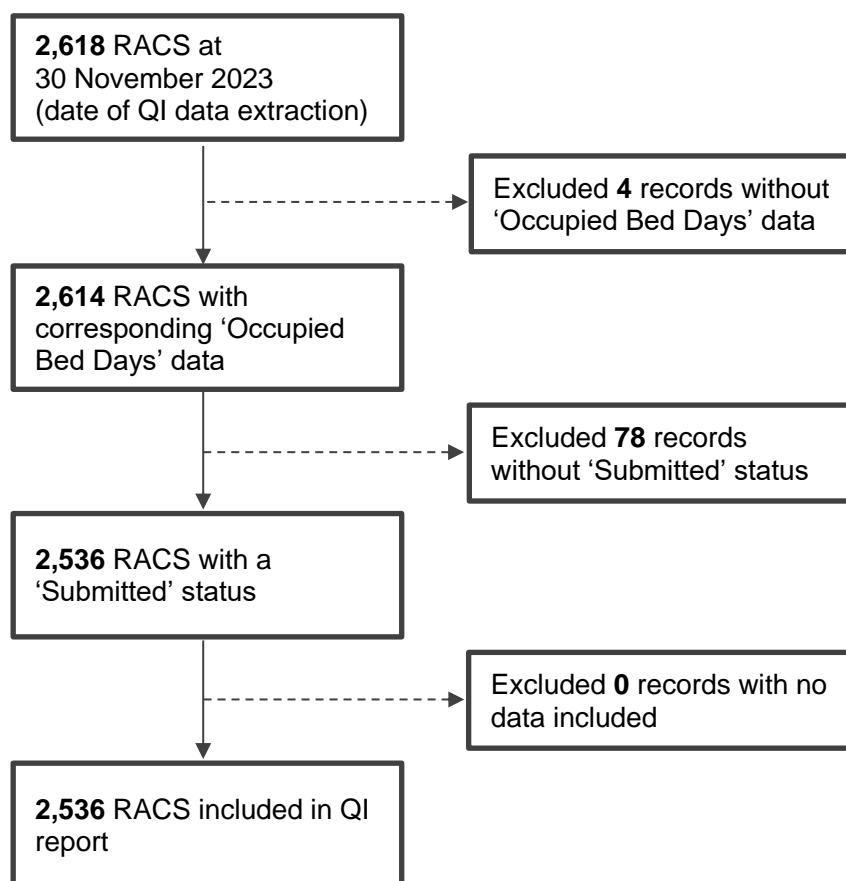 2,618 RACS at
30 November 2023
(date of QI data extraction)
Excluded 4 records without
‘Occupied Bed Days’ data
2,614 RACS with
corresponding ‘Occupied
Bed Days’ data
Excluded 78 records
without ‘Submitted’ status
2,536 RACS with a
‘Submitted’ status
Excluded 0 records with no
data included
2,536 RACS included in QI
report